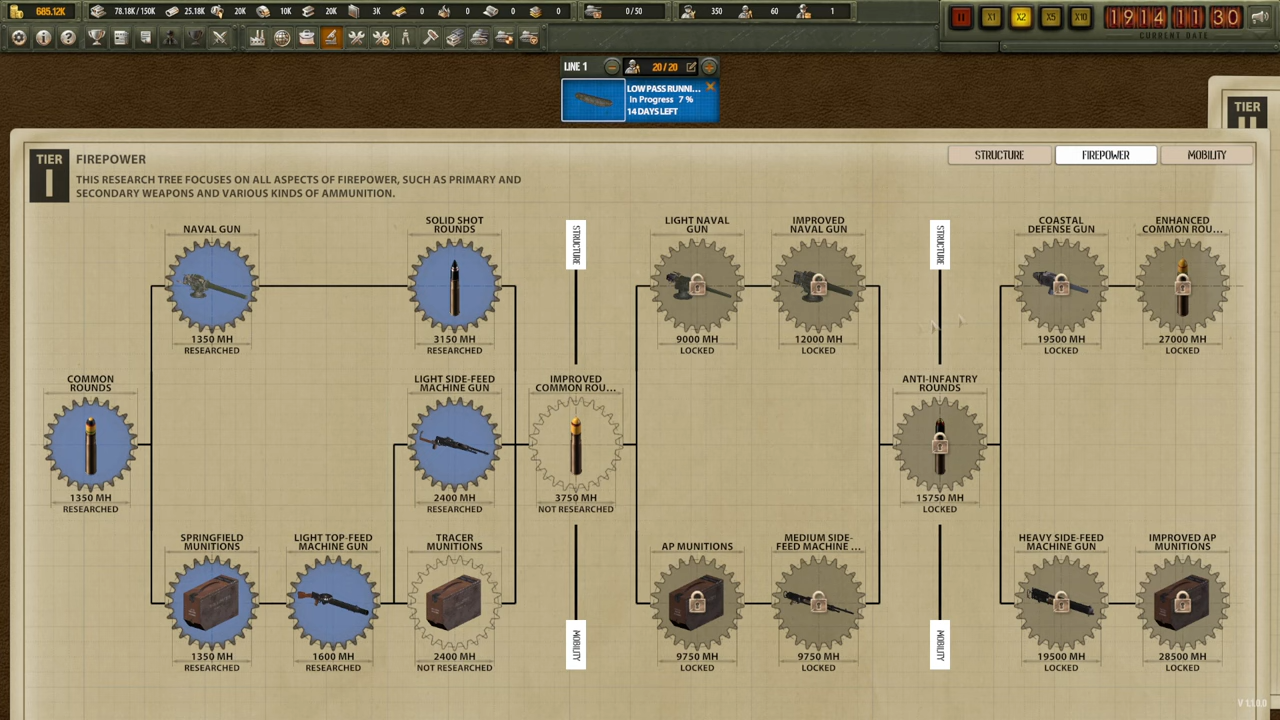 685.12K 78.18K / 150K 25.18K 20K 10K 20K 3K 0 0 0 0 0/50 350 60 1
X1 X2 X5 X10 1914 11 30
CURRENT DATE
LINE 1 20/20
LOW PASS RUNNI...
In Progress 7 %
14 DAYS LEFT
TIER
II
TIER
I
FIREPOWER
THIS RESEARCH TREE FOCUSES ON ALL ASPECTS OF FIREPOWER, SUCH AS PRIMARY AND
SECONDARY WEAPONS AND VARIOUS KINDS OF AMMUNITION.
STRUCTURE FIREPOWER MOBILITY
NAVAL GUN
1350 MH
RESEARCHED
SOLID SHOT
ROUNDS
3150 MH
RESEARCHED
STRUCTURE
LIGHT NAVAL
GUN
9000 MH
LOCKED
IMPROVED
NAVAL GUN
12000 MH
LOCKED
STRUCTURE
COASTAL
DEFENSE GUN
19500 MH
LOCKED
ENHANCED
COMMON ROU...
27000 MH
LOCKED
COMMON
ROUNDS
1350 MH
RESEARCHED
LIGHT SIDE-FEED
MACHINE GUN
2400 MH
RESEARCHED
IMPROVED
COMMON ROU...
3750 MH
NOT RESEARCHED
ANTI-INFANTRY
ROUNDS
15750 MH
LOCKED
SPRINGFIELD
MUNITIONS
1350 MH
RESEARCHED
LIGHT TOP-FEED
MACHINE GUN
1600 MH
RESEARCHED
TRACER
MUNITIONS
2400 MH
NOT RESEARCHED
MOBILITY
AP MUNITIONS
9750 MH
LOCKED
MEDIUM SIDE-
FEED MACHINE ...
9750 MH
LOCKED
MOBILITY
HEAVY SIDE-FEED
MACHINE GUN
19500 MH
LOCKED
IMPROVED AP
MUNITIONS
28500 MH
LOCKED